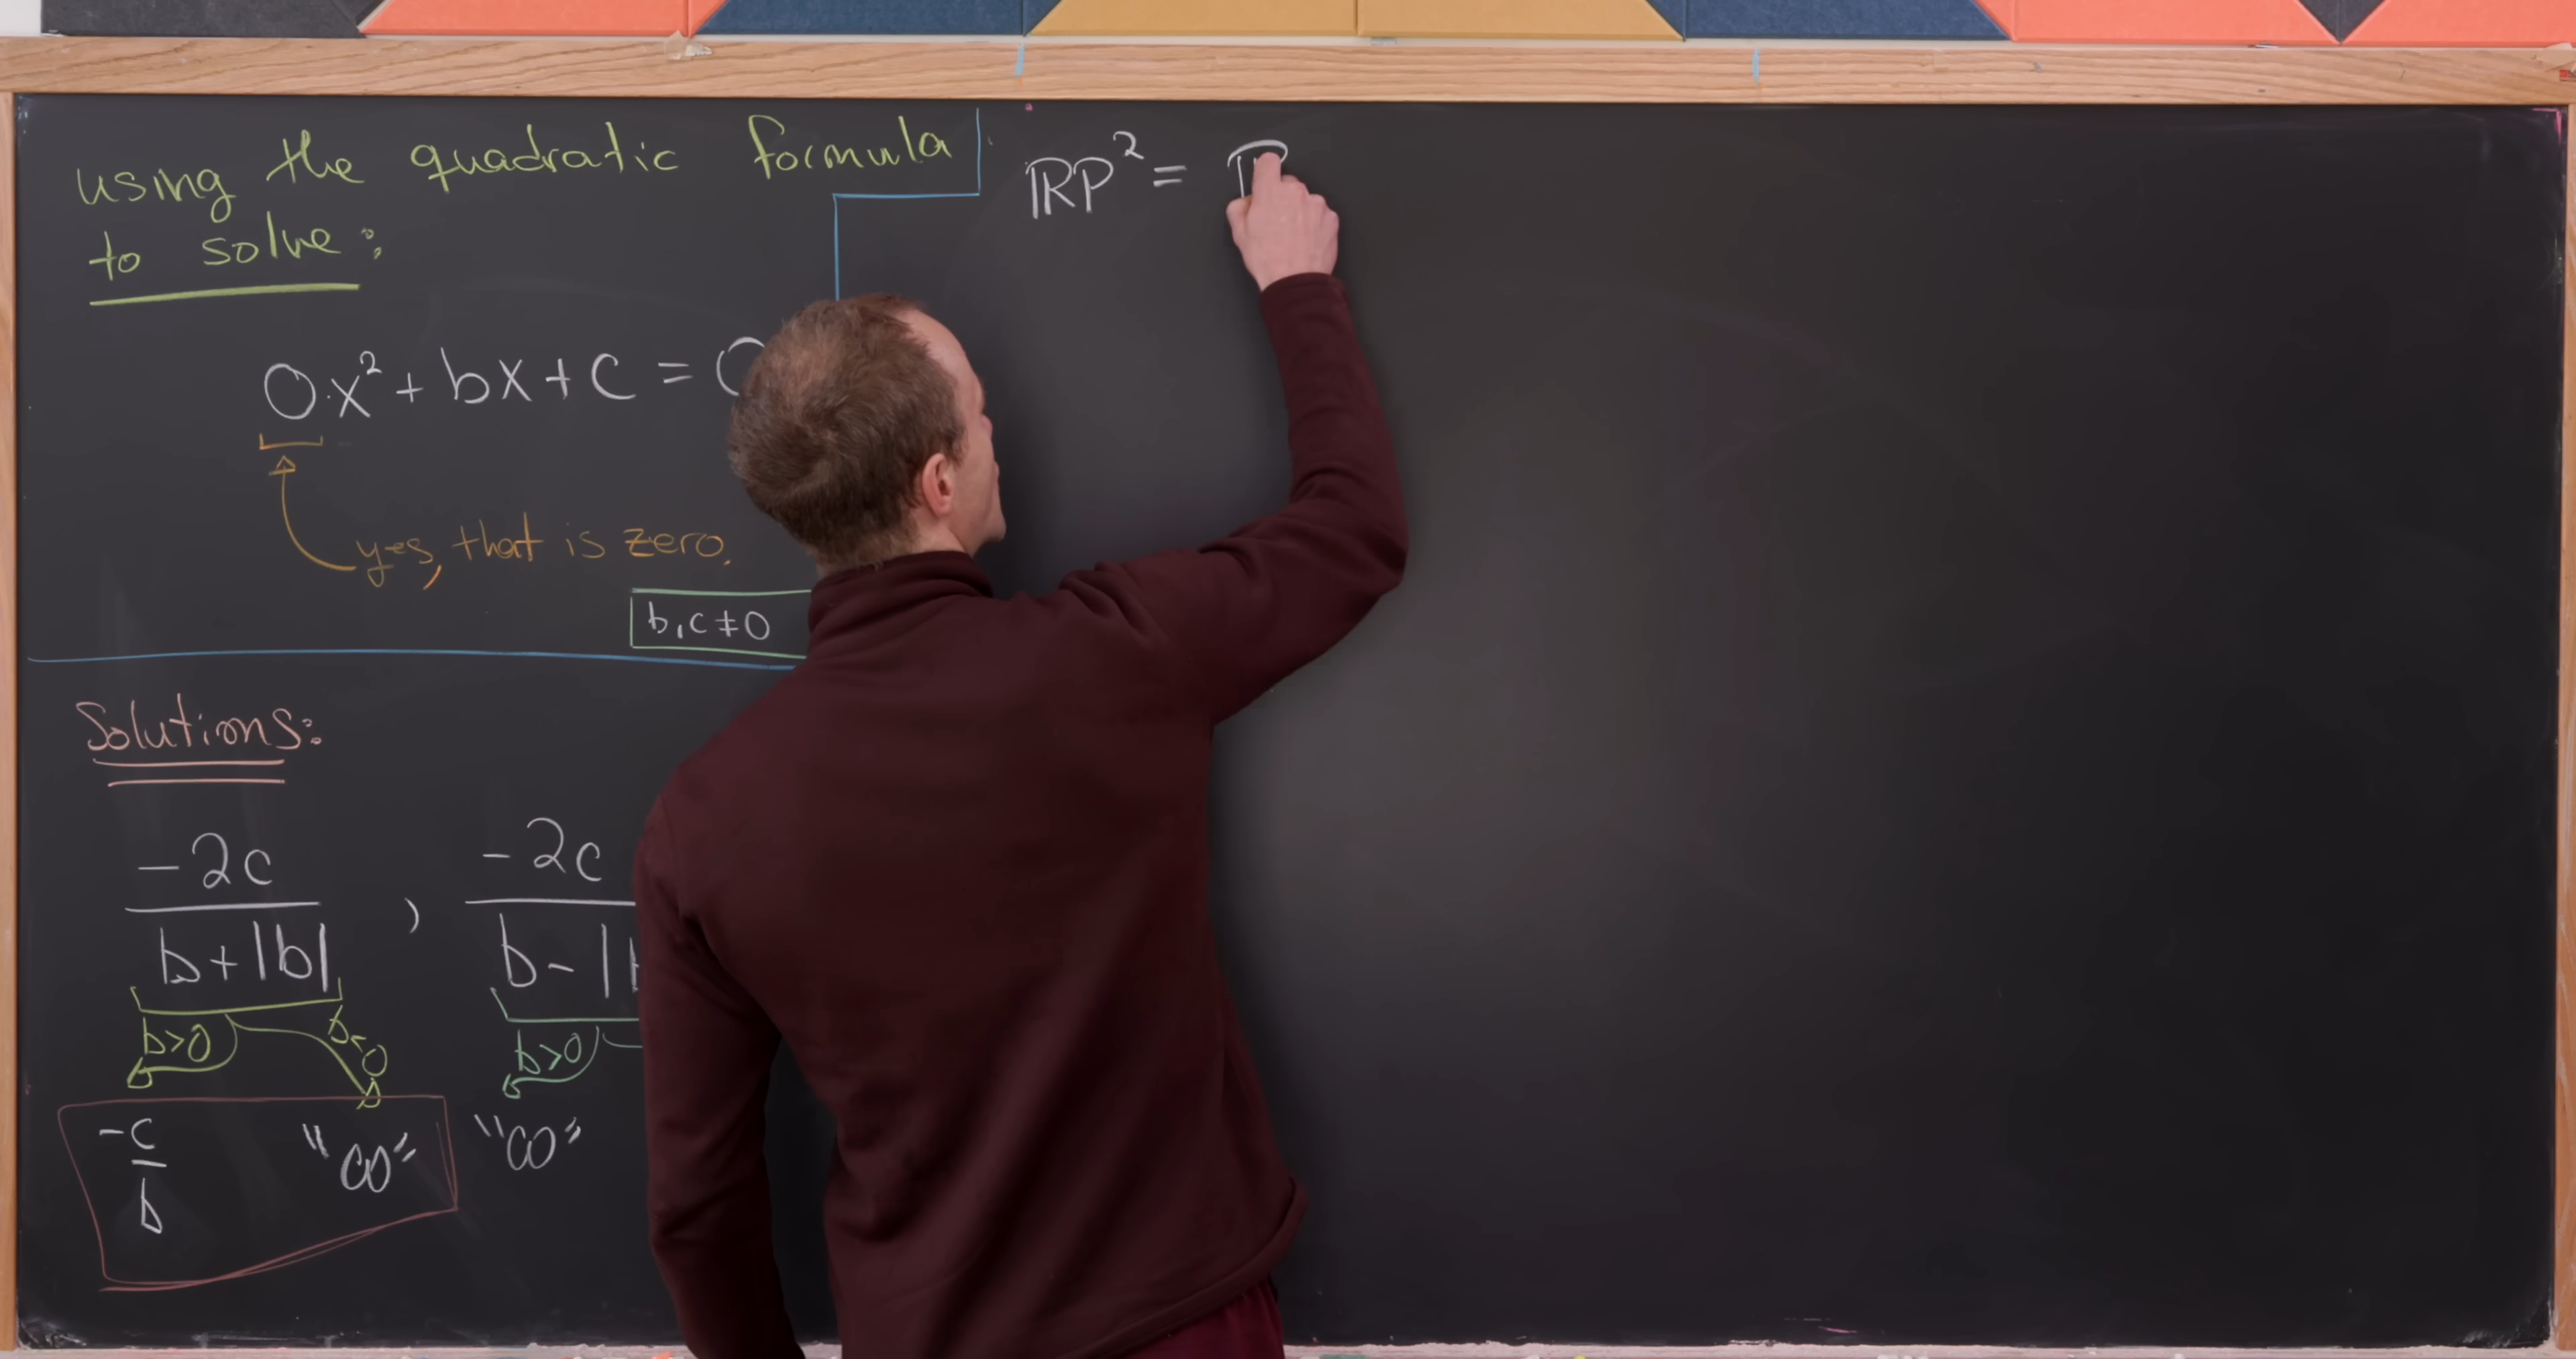 using the quadratic formula
to solve:
0·x² + bx + c = 0
yes, that is zero.
b,c ≠ 0
Solutions:
-2c / b+|b| , -2c / b-|
b>0 b<0 b>0
-c/b "∞" "∞"
ℝP² =